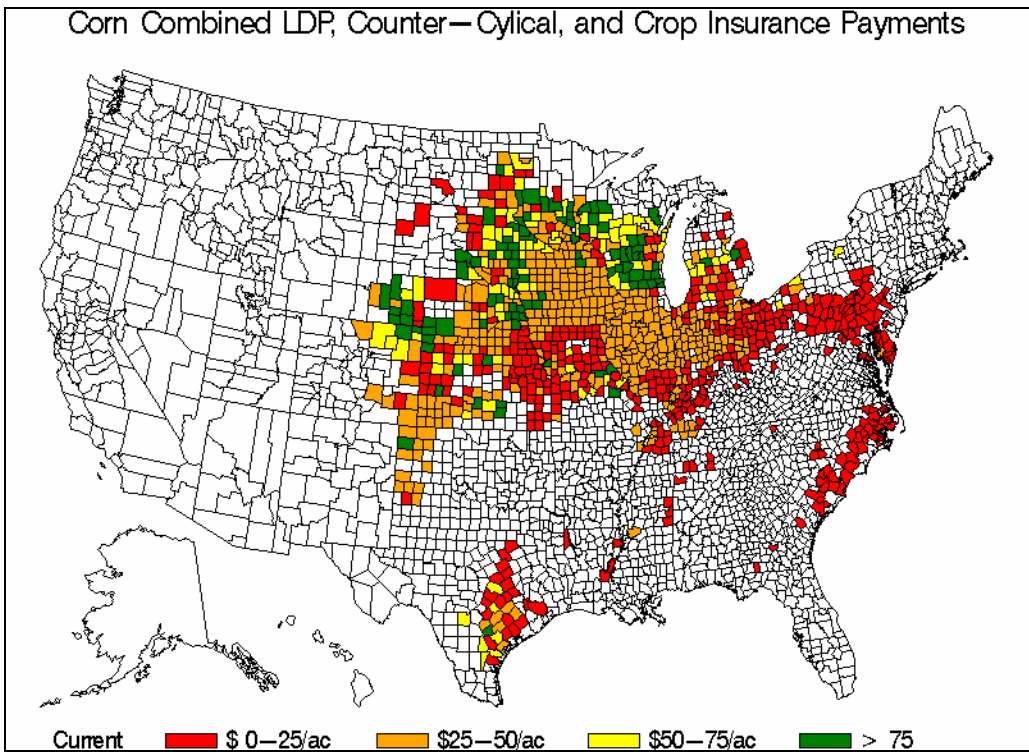 Corn Combined LDP, Counter–Cylical, and Crop Insurance Payments
Current $ 0–25/ac $25–50/ac $50–75/ac > 75